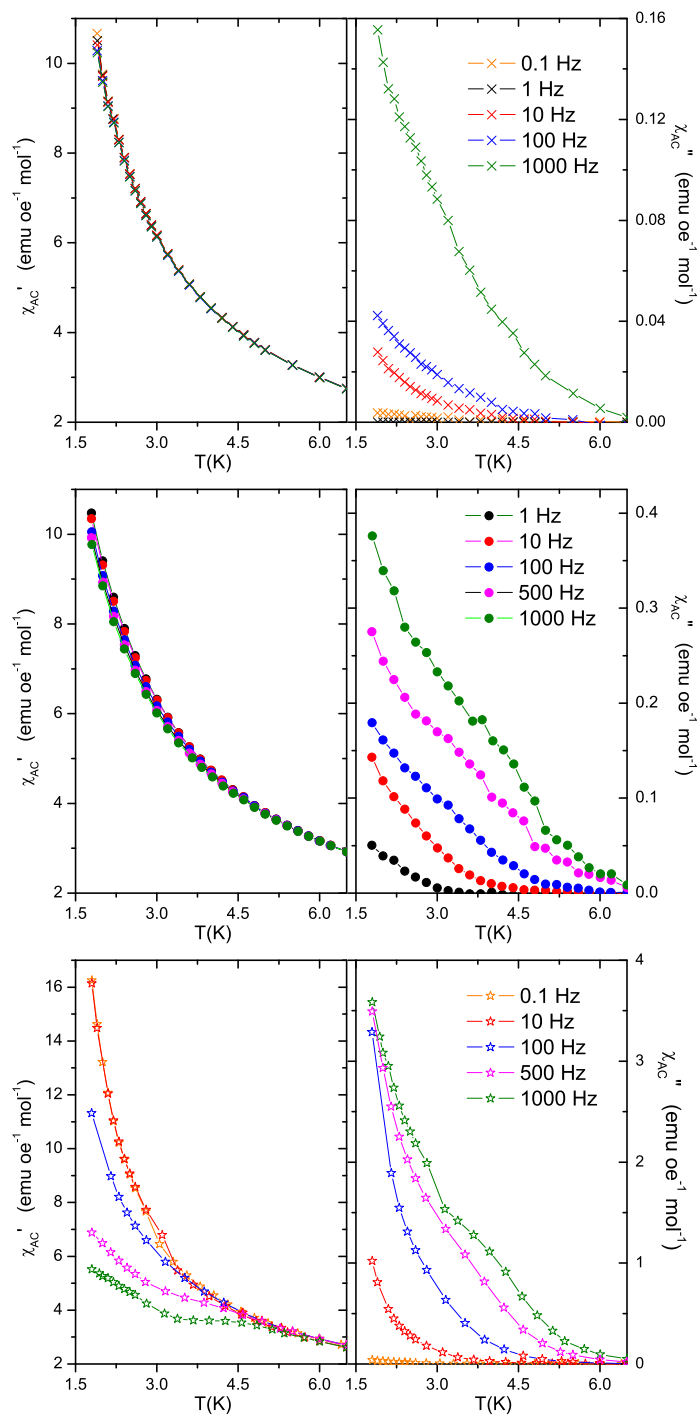 10
8
6
4
2
χAC' (emu oe-1 mol-1)
1.5 3.0 4.5 6.0
T(K)
0.1 Hz
1 Hz
10 Hz
100 Hz
1000 Hz
0.16
0.12
0.08
0.04
0.00
χAC'' (emu oe-1 mol-1)
1.5 3.0 4.5 6.0
T(K)
10
8
6
4
2
χAC' (emu oe-1 mol-1)
1.5 3.0 4.5 6.0
T(K)
1 Hz
10 Hz
100 Hz
500 Hz
1000 Hz
0.4
0.3
0.2
0.1
0.0
χAC'' (emu oe-1 mol-1)
1.5 3.0 4.5 6.0
T(K)
16
14
12
10
8
6
4
2
χAC' (emu oe-1 mol-1)
1.5 3.0 4.5 6.0
T(K)
0.1 Hz
10 Hz
100 Hz
500 Hz
1000 Hz
4
3
2
1
0
χAC'' (emu oe-1 mol-1)
1.5 3.0 4.5 6.0
T(K)